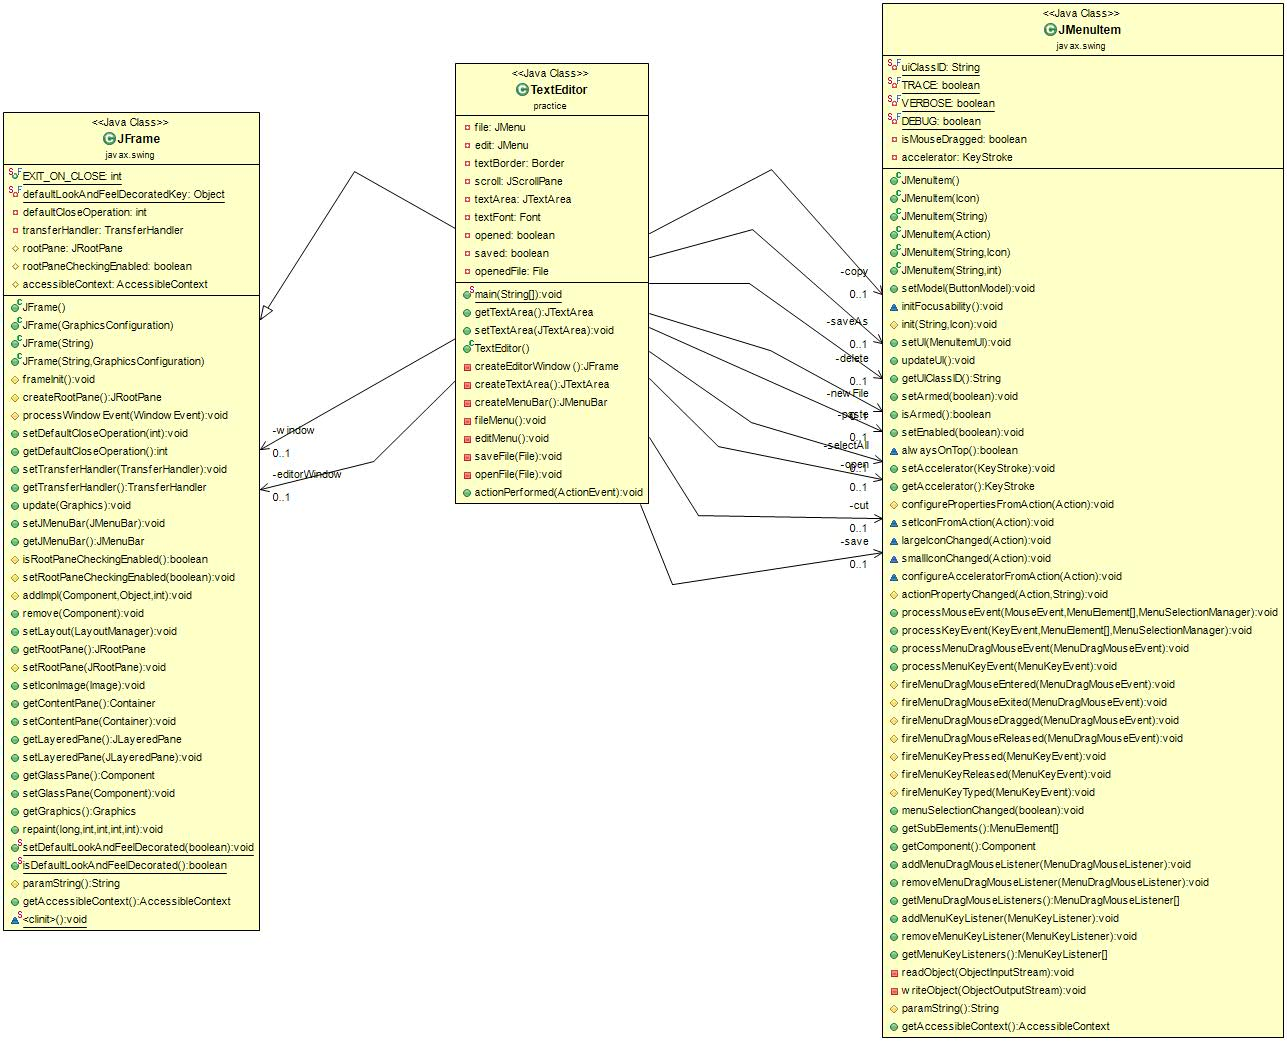 <<Java Class>>
JFrame
javax.swing
EXIT_ON_CLOSE: int
defaultLookAndFeelDecoratedKey: Object
defaultCloseOperation: int
transferHandler: TransferHandler
rootPane: JRootPane
rootPaneCheckingEnabled: boolean
accessibleContext: AccessibleContext
JFrame()
JFrame(GraphicsConfiguration)
JFrame(String)
JFrame(String,GraphicsConfiguration)
frameInit():void
createRootPane():JRootPane
processWindowEvent(WindowEvent):void
setDefaultCloseOperation(int):void
getDefaultCloseOperation():int
setTransferHandler(TransferHandler):void
getTransferHandler():TransferHandler
update(Graphics):void
setJMenuBar(JMenuBar):void
getJMenuBar():JMenuBar
isRootPaneCheckingEnabled():boolean
setRootPaneCheckingEnabled(boolean):void
addImpl(Component,Object,int):void
remove(Component):void
setLayout(LayoutManager):void
getRootPane():JRootPane
setRootPane(JRootPane):void
setIconImage(Image):void
getContentPane():Container
setContentPane(Container):void
getLayeredPane():JLayeredPane
setLayeredPane(JLayeredPane):void
getGlassPane():Component
setGlassPane(Component):void
getGraphics():Graphics
repaint(long,int,int,int,int):void
setDefaultLookAndFeelDecorated(boolean):void
isDefaultLookAndFeelDecorated():boolean
paramString():String
getAccessibleContext():AccessibleContext
<clinit>():void
-window
0..1
-editorWindow
0..1
<<Java Class>>
TextEditor
practice
file: JMenu
edit: JMenu
textBorder: Border
scroll: JScrollPane
textArea: JTextArea
textFont: Font
opened: boolean
saved: boolean
openedFile: File
main(String[]):void
getTextArea():JTextArea
setTextArea(JTextArea):void
TextEditor()
createEditorWindow():JFrame
createTextArea():JTextArea
createMenuBar():JMenuBar
fileMenu():void
editMenu():void
saveFile(File):void
openFile(File):void
actionPerformed(ActionEvent):void
-copy
0..1
-saveAs
0..1
-delete
0..1
-newFile
0..1
-paste
0..1
-selectAll
0..1
-open
0..1
-cut
0..1
-save
0..1
<<Java Class>>
JMenuItem
javax.swing
uiClassID: String
TRACE: boolean
VERBOSE: boolean
DEBUG: boolean
isMouseDragged: boolean
accelerator: KeyStroke
JMenuItem()
JMenuItem(Icon)
JMenuItem(String)
JMenuItem(Action)
JMenuItem(String,Icon)
JMenuItem(String,int)
setModel(ButtonModel):void
initFocusability():void
init(String,Icon):void
setUI(MenuItemUI):void
updateUI():void
getUIClassID():String
setArmed(boolean):void
isArmed():boolean
setEnabled(boolean):void
alwaysOnTop():boolean
setAccelerator(KeyStroke):void
getAccelerator():KeyStroke
configurePropertiesFromAction(Action):void
setIconFromAction(Action):void
largeIconChanged(Action):void
smallIconChanged(Action):void
configureAcceleratorFromAction(Action):void
actionPropertyChanged(Action,String):void
processMouseEvent(MouseEvent,MenuElement[],MenuSelectionManager):void
processKeyEvent(KeyEvent,MenuElement[],MenuSelectionManager):void
processMenuDragMouseEvent(MenuDragMouseEvent):void
processMenuKeyEvent(MenuKeyEvent):void
fireMenuDragMouseEntered(MenuDragMouseEvent):void
fireMenuDragMouseExited(MenuDragMouseEvent):void
fireMenuDragMouseDragged(MenuDragMouseEvent):void
fireMenuDragMouseReleased(MenuDragMouseEvent):void
fireMenuKeyPressed(MenuKeyEvent):void
fireMenuKeyReleased(MenuKeyEvent):void
fireMenuKeyTyped(MenuKeyEvent):void
menuSelectionChanged(boolean):void
getSubElements():MenuElement[]
getComponent():Component
addMenuDragMouseListener(MenuDragMouseListener):void
removeMenuDragMouseListener(MenuDragMouseListener):void
getMenuDragMouseListeners():MenuDragMouseListener[]
addMenuKeyListener(MenuKeyListener):void
removeMenuKeyListener(MenuKeyListener):void
getMenuKeyListeners():MenuKeyListener[]
readObject(ObjectInputStream):void
writeObject(ObjectOutputStream):void
paramString():String
getAccessibleContext():AccessibleContext